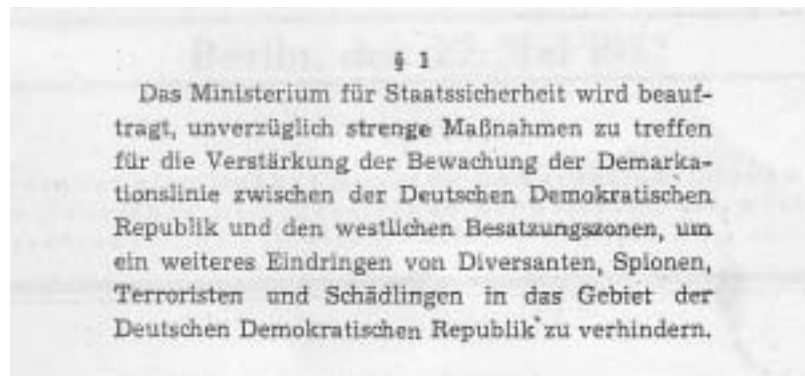 § 1
Das Ministerium für Staatssicherheit wird beauf-
tragt, unverzüglich strenge Maßnahmen zu treffen
für die Verstärkung der Bewachung der Demarka-
tionslinie zwischen der Deutschen Demokratischen
Republik und den westlichen Besatzungszonen, um
ein weiteres Eindringen von Diversanten, Spionen,
Terroristen und Schädlingen in das Gebiet der
Deutschen Demokratischen Republik zu verhindern.